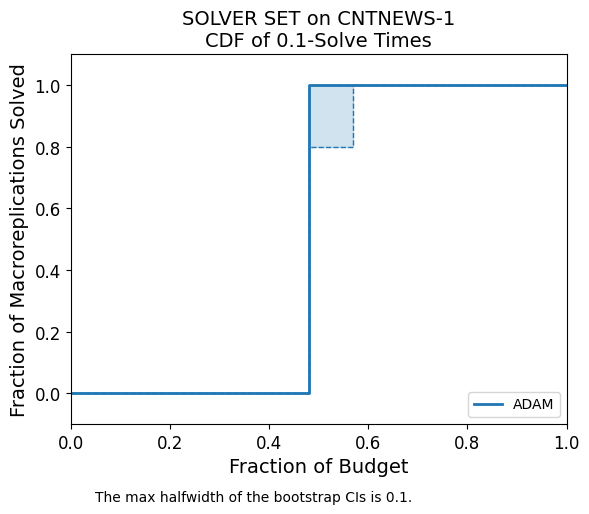 SOLVER SET on CNTNEWS-1
CDF of 0.1-Solve Times
Fraction of Macroreplications Solved
1.0
0.8
0.6
0.4
0.2
0.0
ADAM
0.0 0.2 0.4 0.6 0.8 1.0
Fraction of Budget
The max halfwidth of the bootstrap CIs is 0.1.